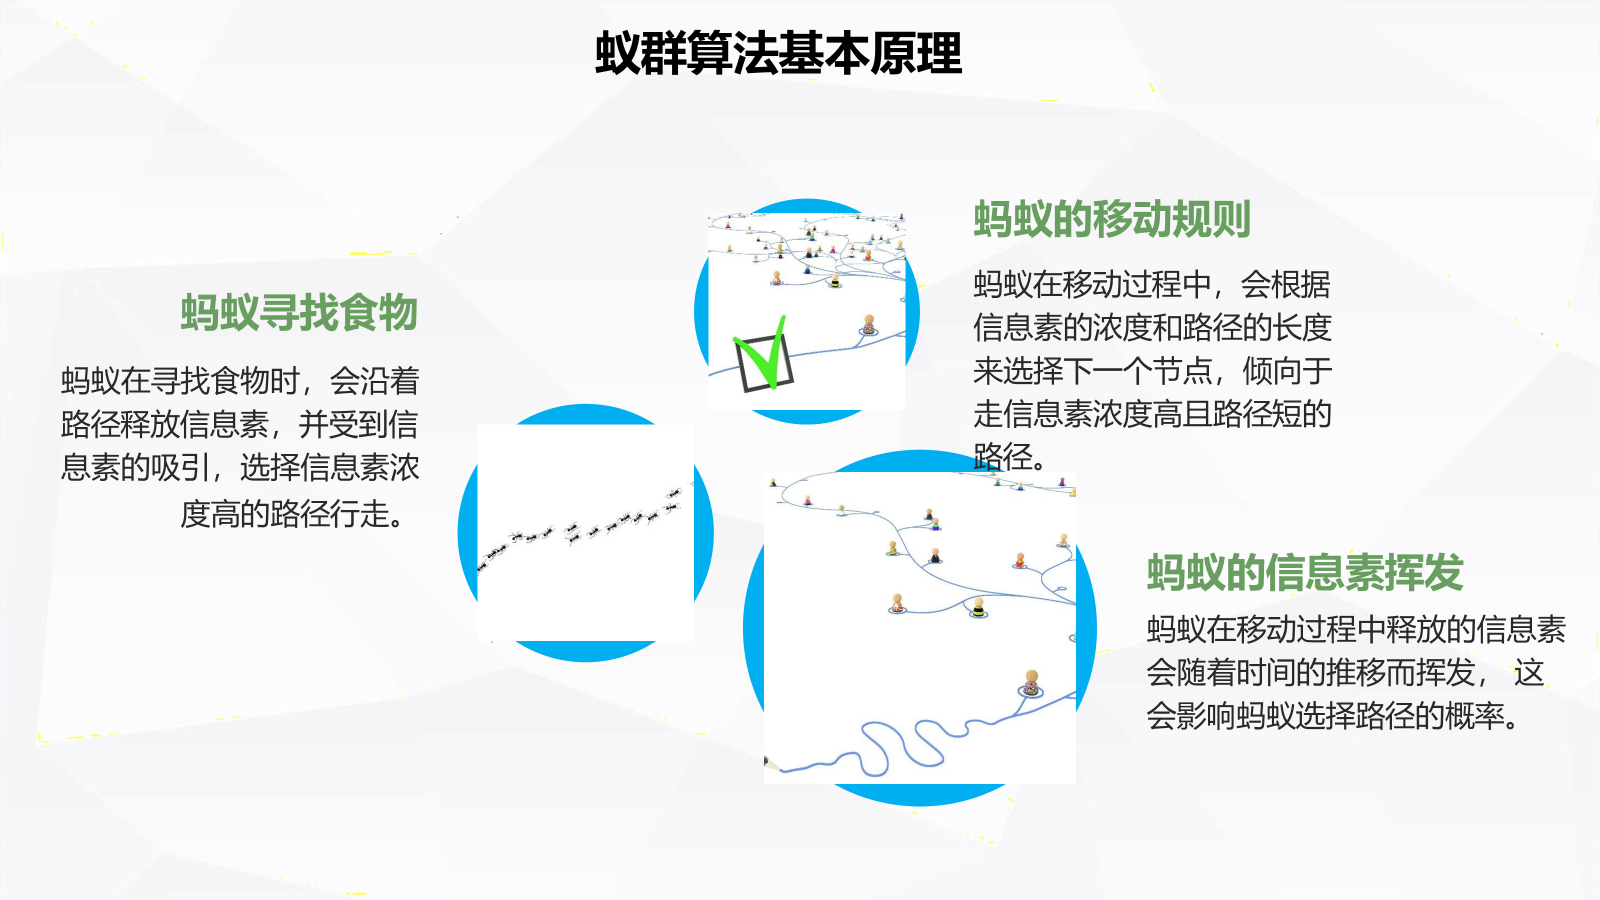 蚁群算法基本原理
蚂蚁寻找食物
蚂蚁在寻找食物时，会沿着
路径释放信息素，并受到信
息素的吸引，选择信息素浓
度高的路径行走。
蚂蚁的移动规则
蚂蚁在移动过程中，会根据
信息素的浓度和路径的长度
来选择下一个节点，倾向于
走信息素浓度高且路径短的
路径。
蚂蚁的信息素挥发
蚂蚁在移动过程中释放的信息素
会随着时间的推移而挥发， 这
会影响蚂蚁选择路径的概率。